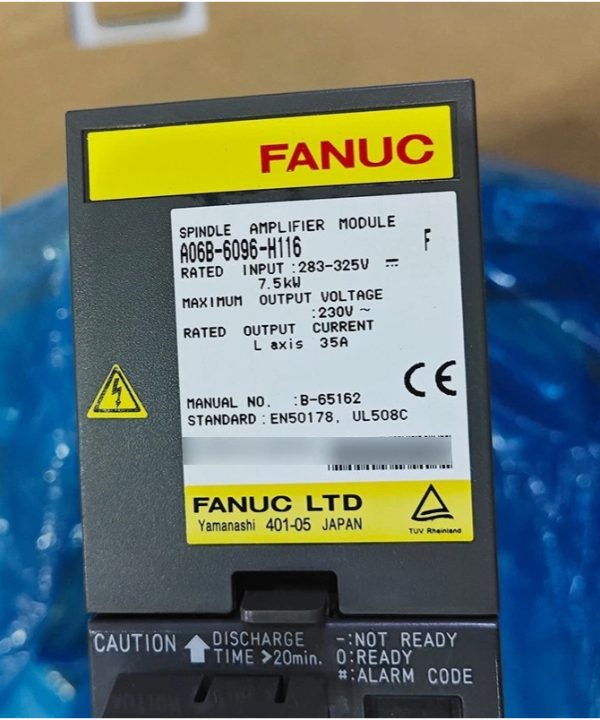 FANUC
SPINDLE AMPLIFIER MODULE
A06B-6096-H116 F
RATED INPUT :283-325V ⎓
7.5kW
MAXIMUM OUTPUT VOLTAGE
:230V ~
RATED OUTPUT CURRENT
L axis 35A
CE
MANUAL NO. :B-65162
STANDARD :EN50178, UL508C
FANUC LTD
Yamanashi 401-05 JAPAN
TUV Rheinland
CAUTION DISCHARGE -:NOT READY
TIME >20min. 0:READY
#:ALARM CODE